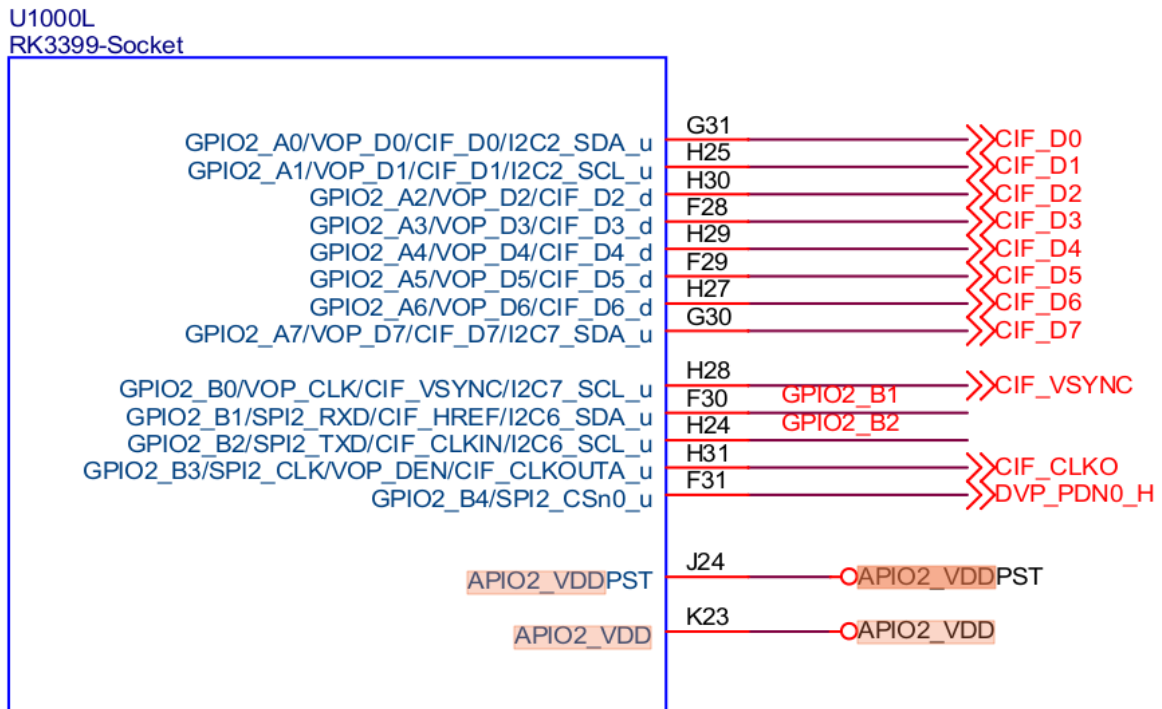 U1000L
RK3399-Socket
GPIO2_A0/VOP_D0/CIF_D0/I2C2_SDA_u G31 CIF_D0
GPIO2_A1/VOP_D1/CIF_D1/I2C2_SCL_u H25 CIF_D1
GPIO2_A2/VOP_D2/CIF_D2_d H30 CIF_D2
GPIO2_A3/VOP_D3/CIF_D3_d F28 CIF_D3
GPIO2_A4/VOP_D4/CIF_D4_d H29 CIF_D4
GPIO2_A5/VOP_D5/CIF_D5_d F29 CIF_D5
GPIO2_A6/VOP_D6/CIF_D6_d H27 CIF_D6
GPIO2_A7/VOP_D7/CIF_D7/I2C7_SDA_u G30 CIF_D7
GPIO2_B0/VOP_CLK/CIF_VSYNC/I2C7_SCL_u H28 CIF_VSYNC
GPIO2_B1/SPI2_RXD/CIF_HREF/I2C6_SDA_u F30 GPIO2_B1
GPIO2_B2/SPI2_TXD/CIF_CLKIN/I2C6_SCL_u H24 GPIO2_B2
GPIO2_B3/SPI2_CLK/VOP_DEN/CIF_CLKOUTA_u H31 CIF_CLKO
GPIO2_B4/SPI2_CSn0_u F31 DVP_PDN0_H
APIO2_VDDPST J24 APIO2_VDDPST
APIO2_VDD K23 APIO2_VDD